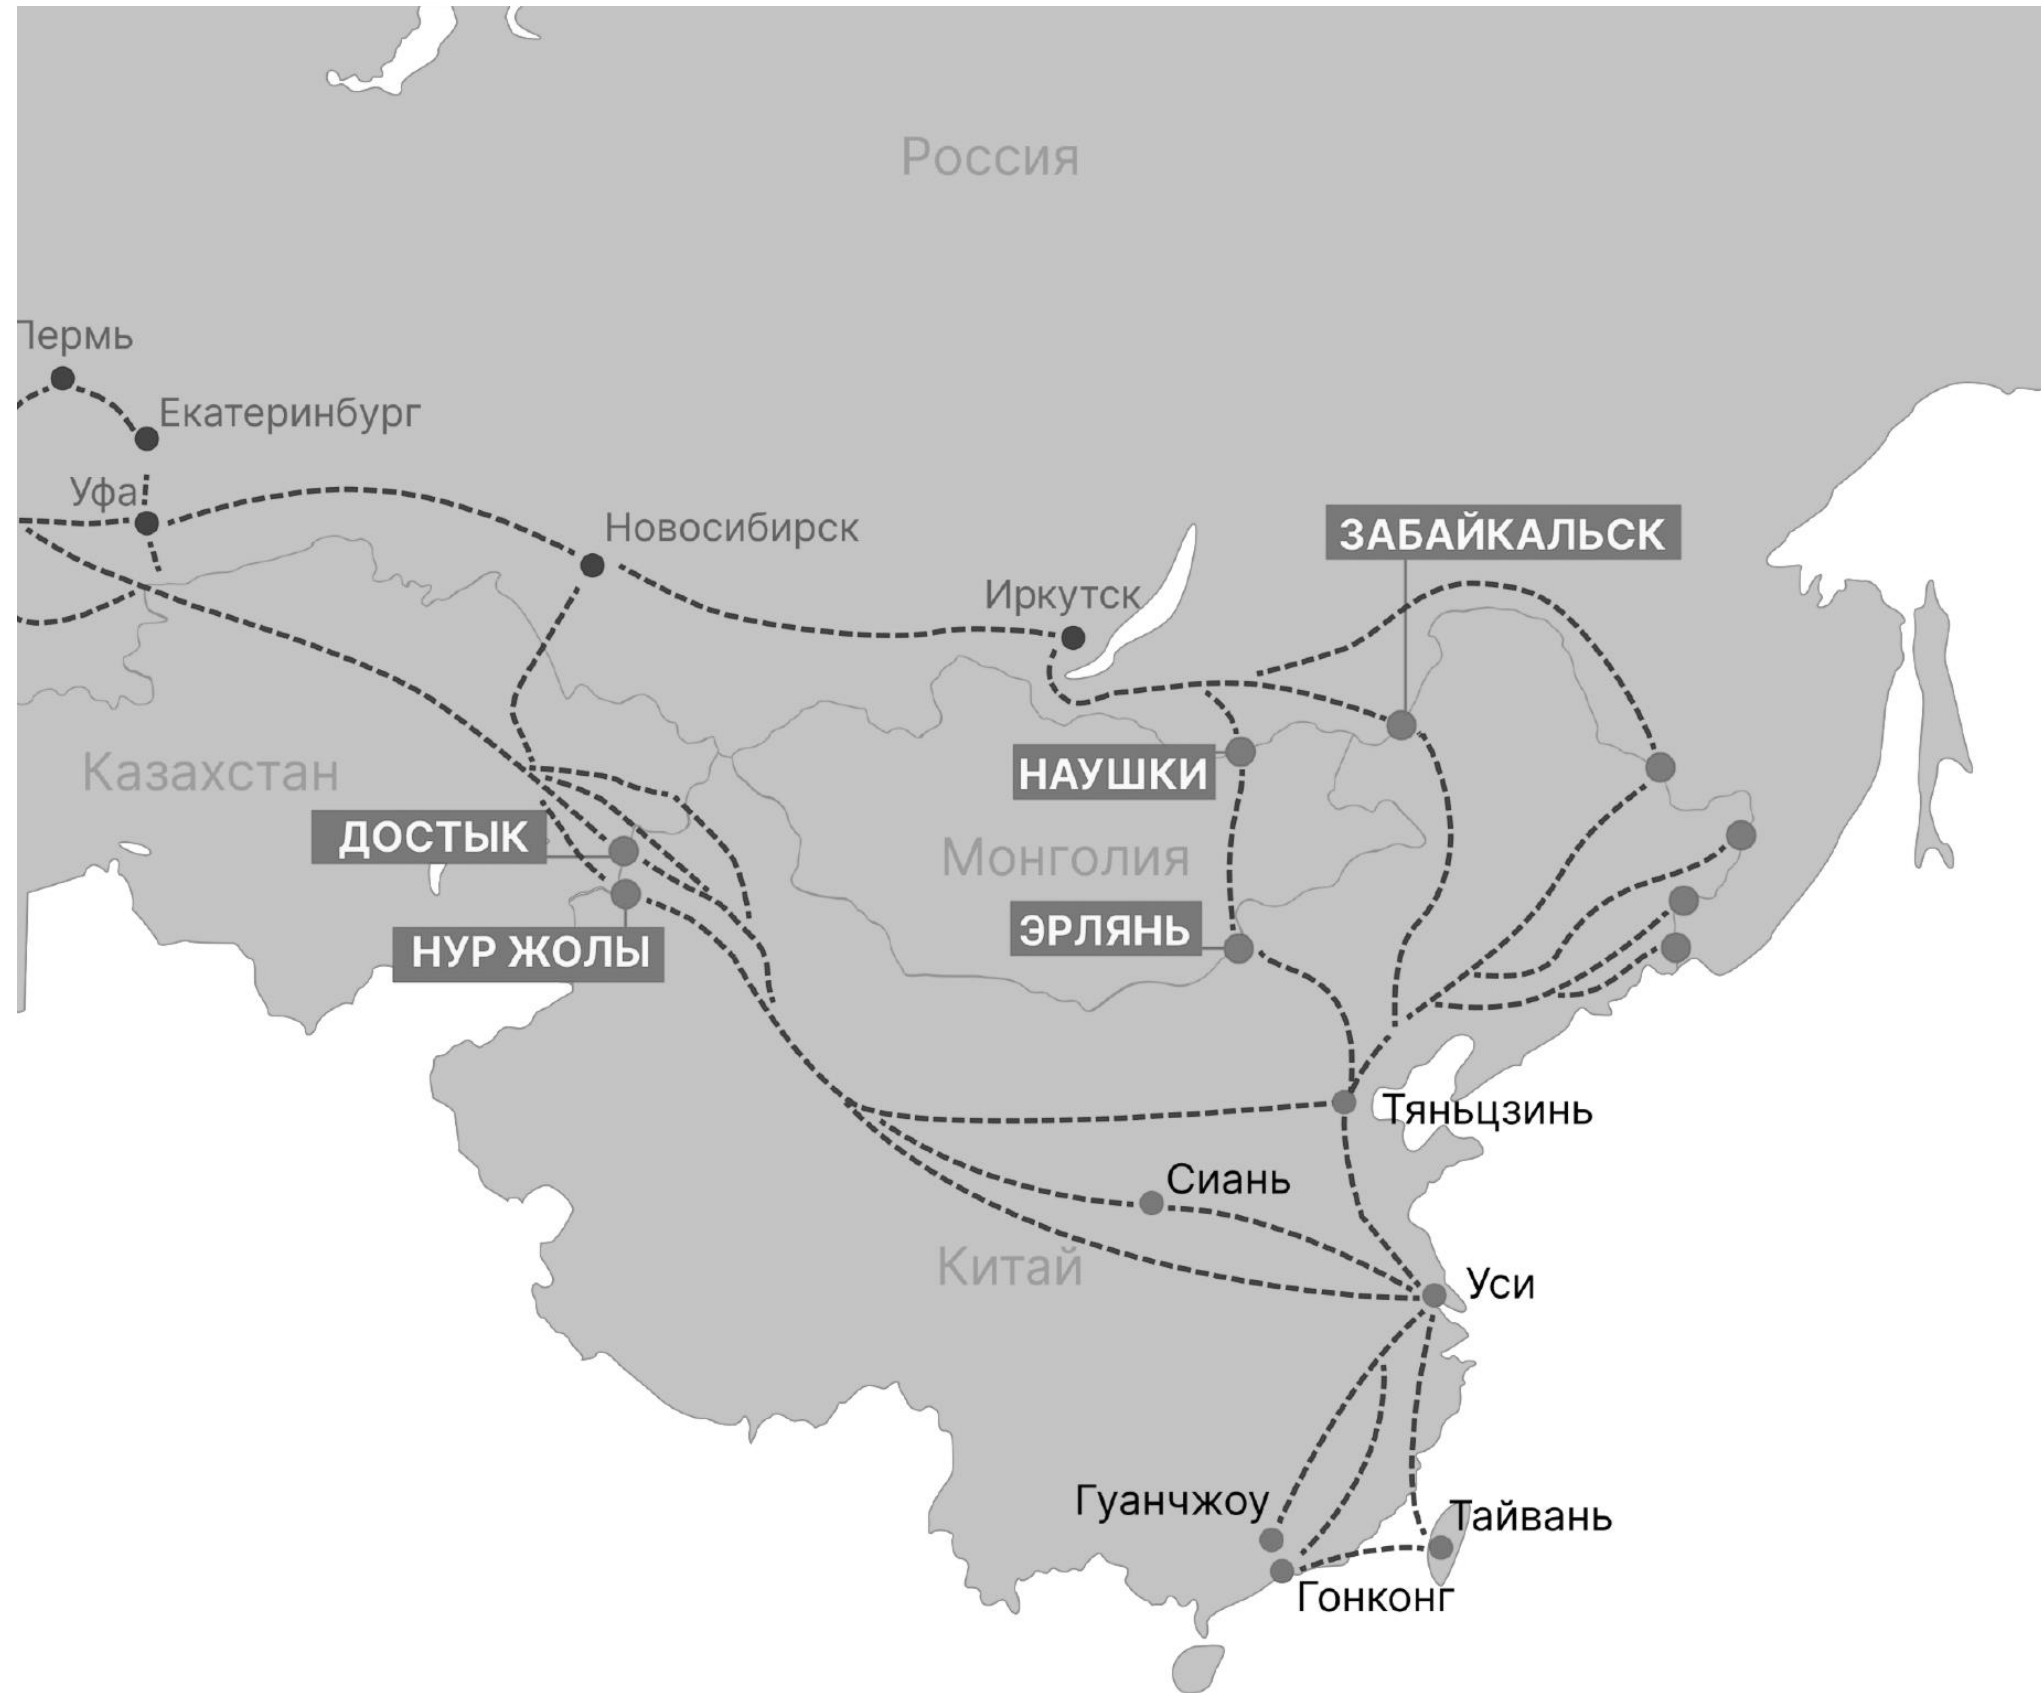 Россия
Пермь
Екатеринбург
Уфа
Новосибирск
ЗАБАЙКАЛЬСК
Иркутск
Казахстан
НАУШКИ
ДОСТЫК
Монголия
ЭРЛЯНЬ
НУР ЖОЛЫ
Тяньцзинь
Сиань
Китай
Уси
Гуанчжоу
Тайвань
Гонконг